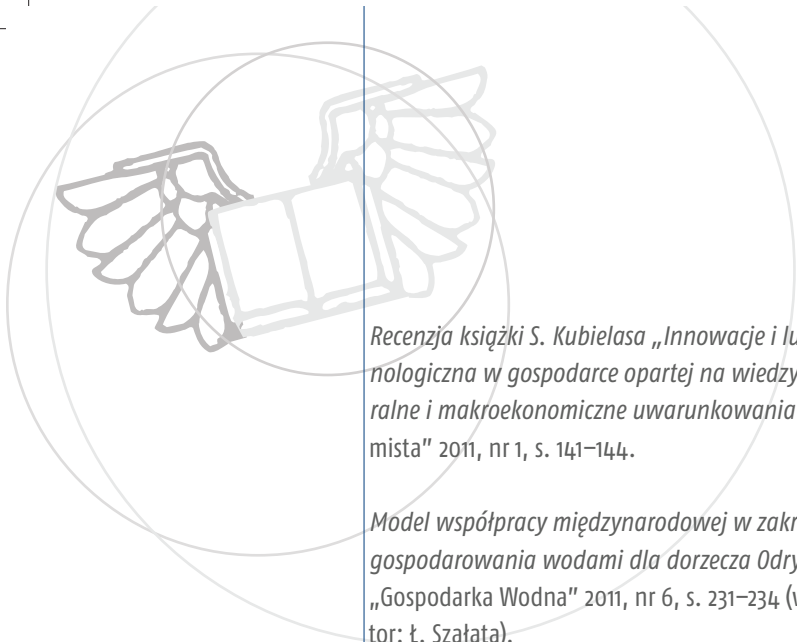 Recenzja książki S. Kubielasa „Innowacje i lu
nologiczna w gospodarce opartej na wiedzy
ralne i makroekonomiczne uwarunkowania
mista” 2011, nr 1, s. 141–144.
Model współpracy międzynarodowej w zakr
gospodarowania wodami dla dorzecza Odry
„Gospodarka Wodna” 2011, nr 6, s. 231–234 (w
tor: Ł. Szałata).